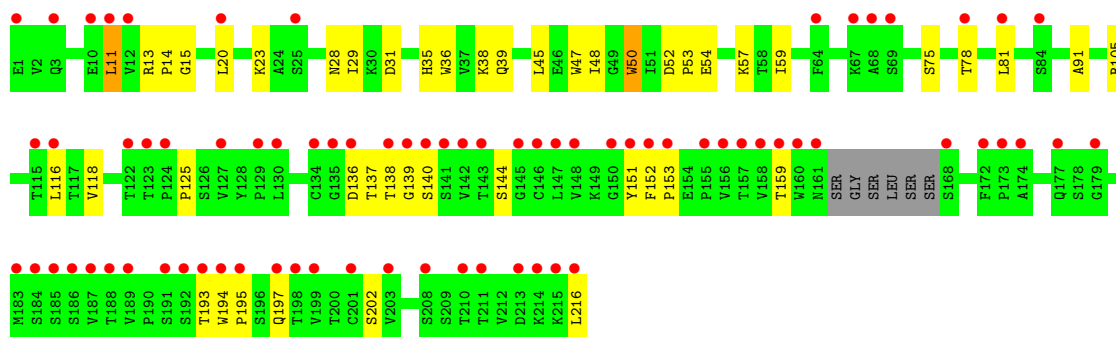 E1 V2 Q3 E10 L11 V12 R13 P14 G15 L20 K23 A24 S25 N28 I29 K30 D31 H35 W36 V37 K38 Q39 L45 E46 W47 I48 G49 W50 I51 D52 P53 E54 K57 T58 I59 F64 K67 A68 S69 S75 T78 L81 S84 A91
T115 L116 T117 V118 T122 T123 P124 P125 S126 V127 Y128 P129 L130 C134 G135 D136 T137 T138 G139 S140 S141 V142 T143 S144 G145 C146 L147 V148 K149 G150 Y151 F152 P153 E154 P155 V156 T157 V158 T159 W160 N161 SER GLY SER LEU SER SER S168 F172 P173 A174 Q177 S178 G179
M183 S184 S185 S186 V187 T188 V189 P190 S191 S192 T193 W194 P195 S196 Q197 T198 V199 T200 C201 S202 V203 S208 S209 T210 T211 V212 D213 K214 K215 L216